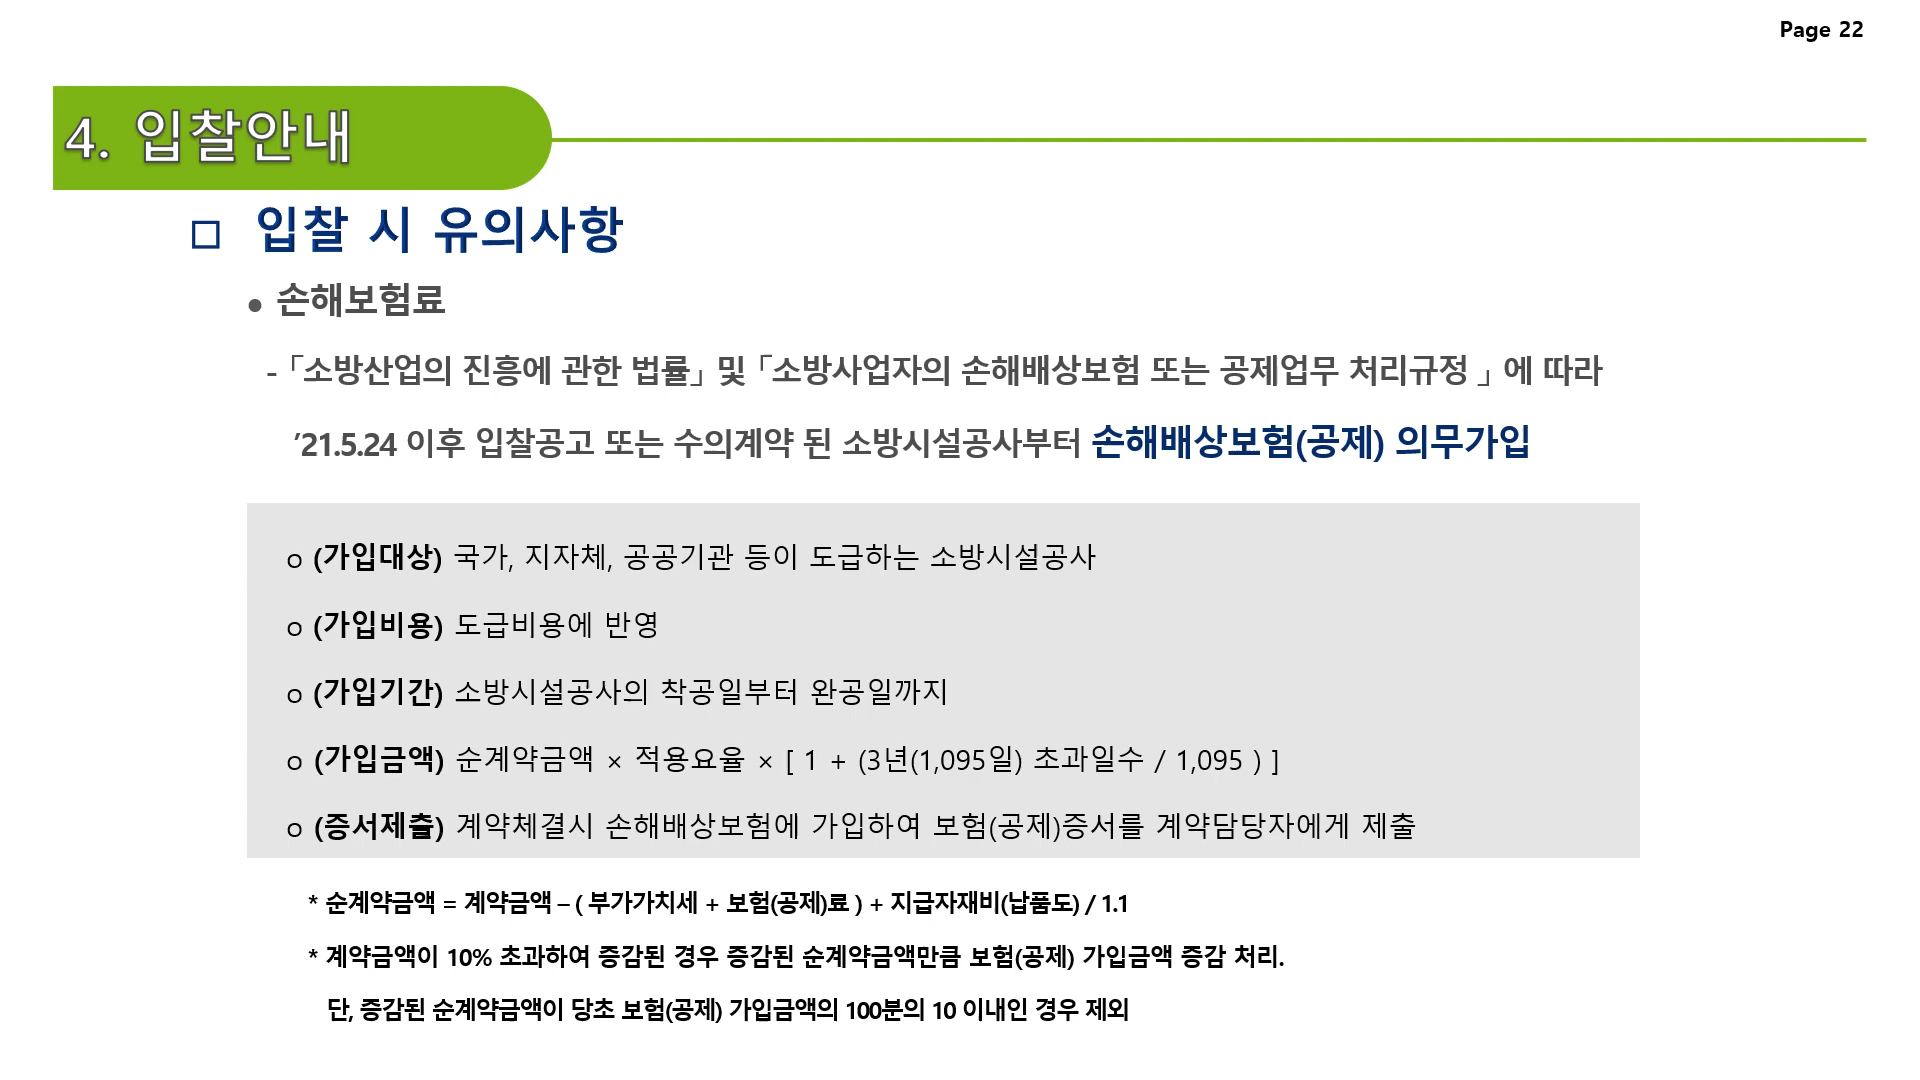 Page 22
4. 입찰안내
□ 입찰 시 유의사항
● 손해보험료
- 「소방산업의 진흥에 관한 법률」 및 「소방사업자의 손해배상보험 또는 공제업무 처리규정 」 에 따라
’21.5.24 이후 입찰공고 또는 수의계약 된 소방시설공사부터 손해배상보험(공제) 의무가입
o (가입대상) 국가, 지자체, 공공기관 등이 도급하는 소방시설공사
o (가입비용) 도급비용에 반영
o (가입기간) 소방시설공사의 착공일부터 완공일까지
o (가입금액) 순계약금액 × 적용요율 × [ 1 + (3년(1,095일) 초과일수 / 1,095 ) ]
o (증서제출) 계약체결시 손해배상보험에 가입하여 보험(공제)증서를 계약담당자에게 제출
* 순계약금액 = 계약금액 – ( 부가가치세 + 보험(공제)료 ) + 지급자재비(납품도) / 1.1
* 계약금액이 10% 초과하여 증감된 경우 증감된 순계약금액만큼 보험(공제) 가입금액 증감 처리.
단, 증감된 순계약금액이 당초 보험(공제) 가입금액의 100분의 10 이내인 경우 제외